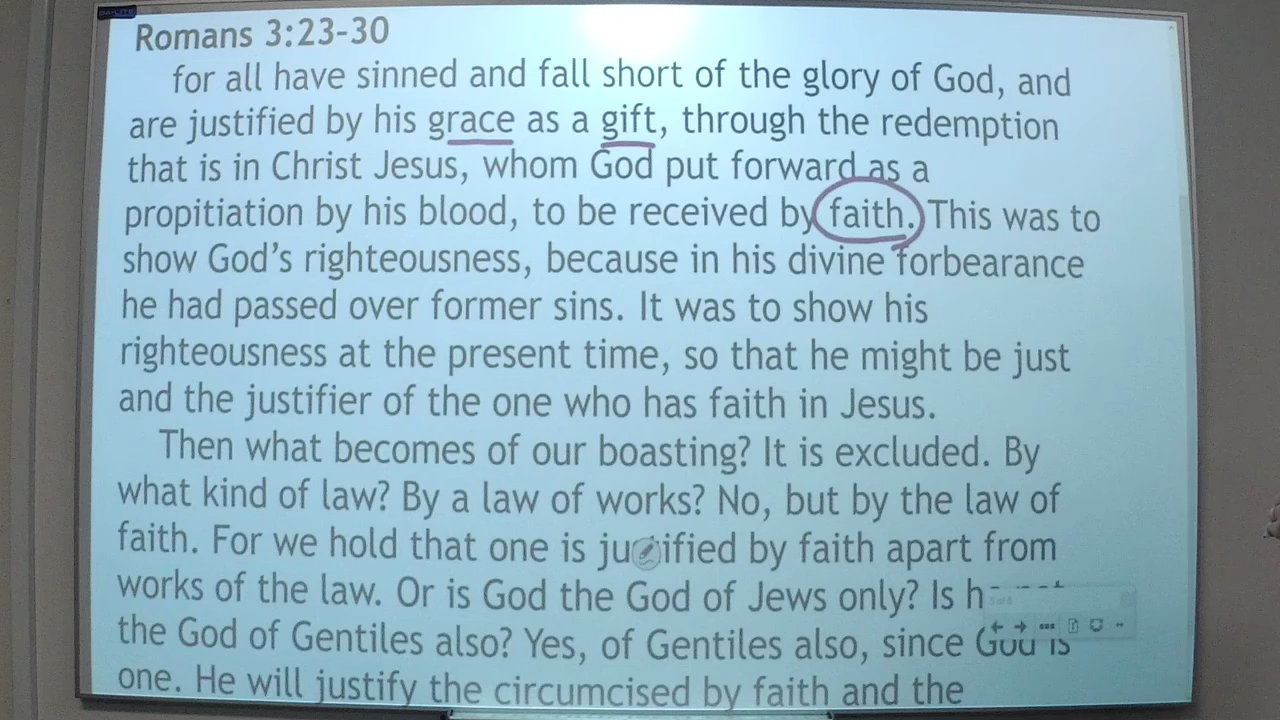 DA-LITE
Romans 3:23-30
for all have sinned and fall short of the glory of God, and
are justified by his grace as a gift, through the redemption
that is in Christ Jesus, whom God put forward as a
propitiation by his blood, to be received by faith. This was to
show God’s righteousness, because in his divine forbearance
he had passed over former sins. It was to show his
righteousness at the present time, so that he might be just
and the justifier of the one who has faith in Jesus.
Then what becomes of our boasting? It is excluded. By
what kind of law? By a law of works? No, but by the law of
faith. For we hold that one is justified by faith apart from
works of the law. Or is God the God of Jews only? Is
the God of Gentiles also? Yes, of Gentiles also, since God is
one. He will justify the circumcised by faith and the